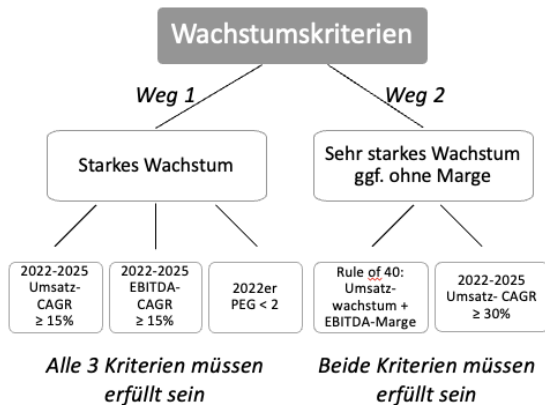 Wachstumskriterien
Weg 1
Weg 2
Starkes Wachstum
Sehr starkes Wachstum
ggf. ohne Marge
2022-2025
Umsatz-
CAGR
≥ 15%
2022-2025
EBITDA-
CAGR
≥ 15%
2022er
PEG < 2
Rule of 40:
Umsatz-
wachstum +
EBITDA-Marge
2022-2025
Umsatz- CAGR
≥ 30%
Alle 3 Kriterien müssen
erfüllt sein
Beide Kriterien müssen
erfüllt sein